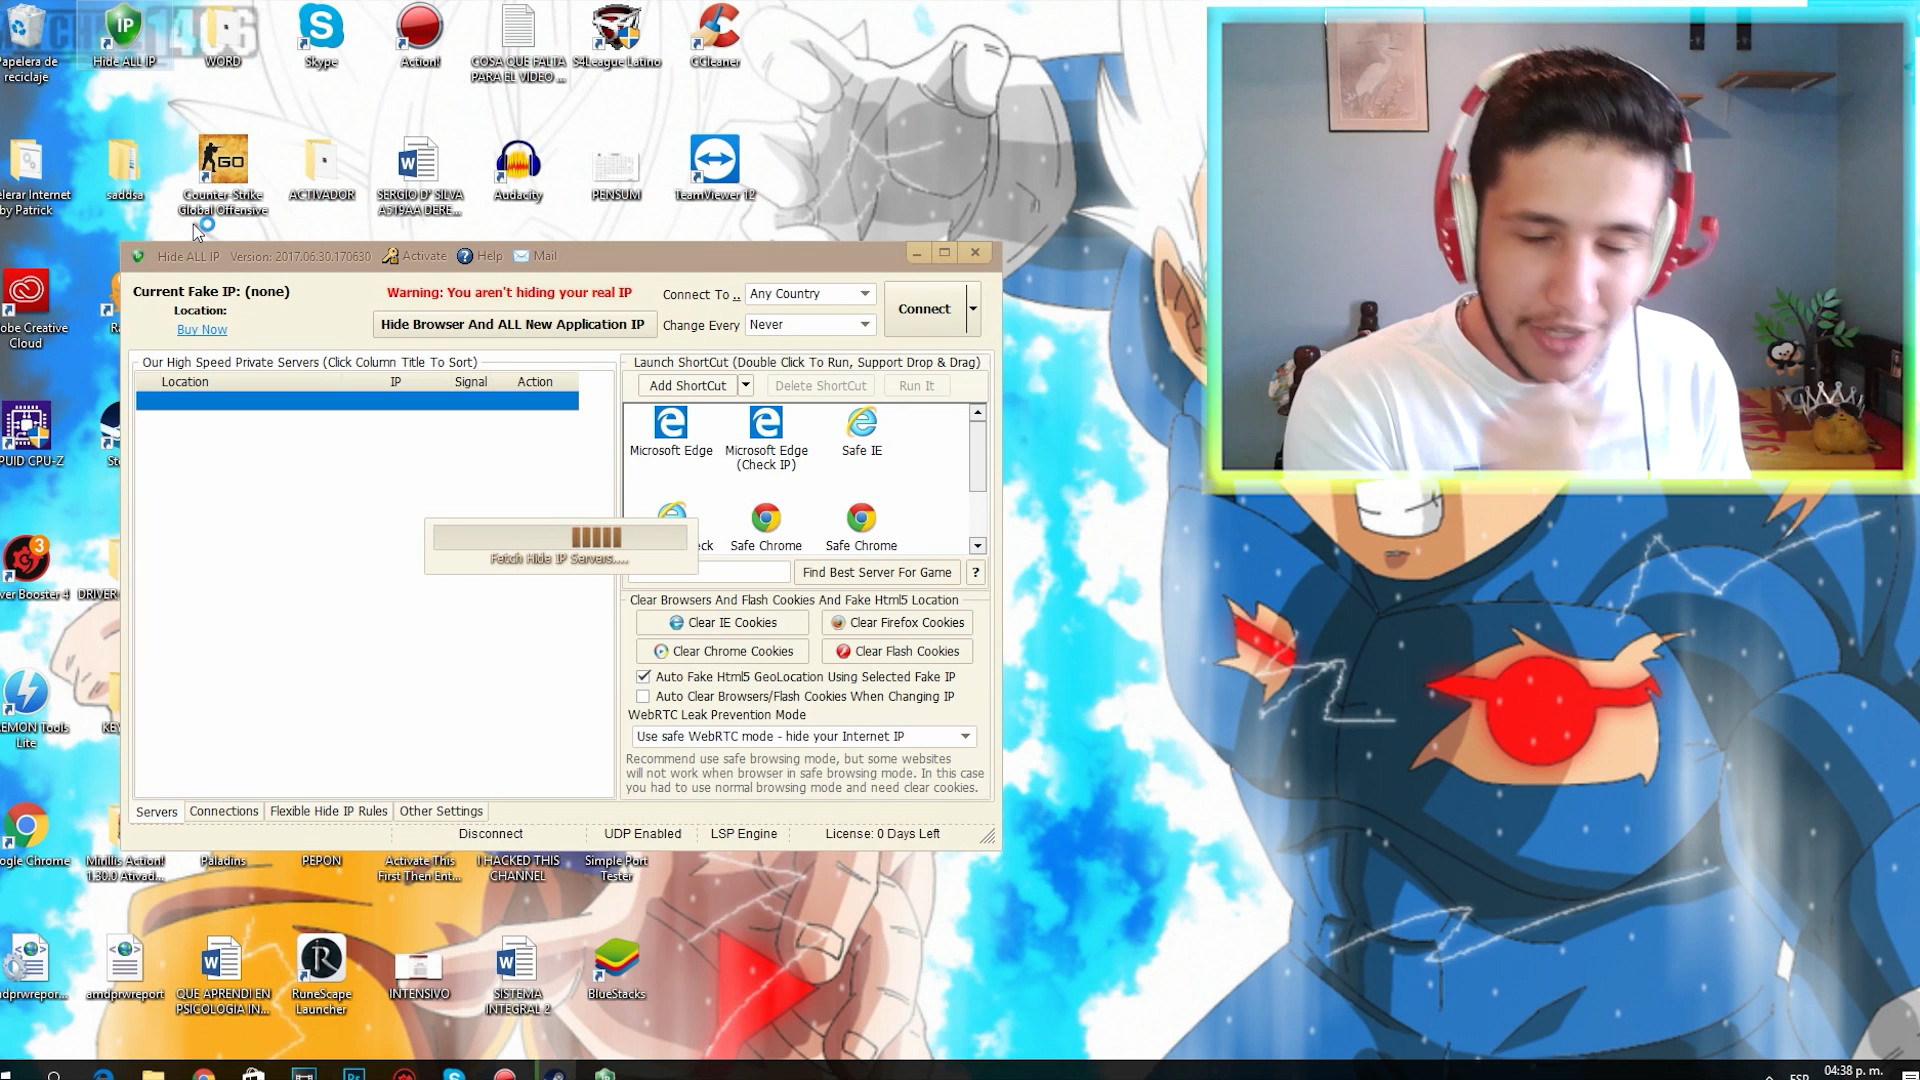 1406
Papelera de
reciclaje
Hide ALL IP
WORD
Skype
Action!
COSA QUE FALTA
PARA EL VIDEO ...
S4League Latino
CCleaner
elerar Internet
by Patrick
saddsa
Counter-Strike
Global Offensive
ACTIVADOR
SERGIO D' SILVA
A519AA DERE...
Audacity
PENSUM
TeamViewer 12
Hide ALL IP Version: 2017.06.30.170630 Activate Help Mail
Current Fake IP: (none)
Location:
Buy Now
Warning: You aren't hiding your real IP
Hide Browser And ALL New Application IP
Connect To ..
Any Country
Change Every
Never
Connect
Our High Speed Private Servers (Click Column Title To Sort)
Location IP Signal Action
Launch ShortCut (Double Click To Run, Support Drop & Drag)
Add ShortCut
Delete ShortCut
Run It
Microsoft Edge
Microsoft Edge
(Check IP)
Safe IE
ck
Safe Chrome
Safe Chrome
Fetch Hide IP Servers....
Find Best Server For Game
?
Clear Browsers And Flash Cookies And Fake Html5 Location
Clear IE Cookies
Clear Firefox Cookies
Clear Chrome Cookies
Clear Flash Cookies
Auto Fake Html5 GeoLocation Using Selected Fake IP
Auto Clear Browsers/Flash Cookies When Changing IP
WebRTC Leak Prevention Mode
Use safe WebRTC mode - hide your Internet IP
Recommend use safe browsing mode, but some websites
will not work when browser in safe browsing mode. In this case
you had to use normal browsing mode and need clear cookies.
Servers
Connections
Flexible Hide IP Rules
Other Settings
Disconnect
UDP Enabled
LSP Engine
License: 0 Days Left
obe Creative
Cloud
Ra
PUID CPU-Z
St
3
ver Booster 4
DRIVER
EMON Tools
Lite
KEY
ogle Chrome
Mirillis Action!
1.30.0 Ativad...
Paladins
PEPON
Activate This
First Then Ent...
I HACKED THIS
CHANNEL
Simple Port
Tester
dprwrepor...
amdprwreport
QUE APRENDI EN
PSICOLOGIA IN...
RuneScape
Launcher
INTENSIVO
SISTEMA
INTEGRAL 2
BlueStacks
ESP
04:38 p. m.